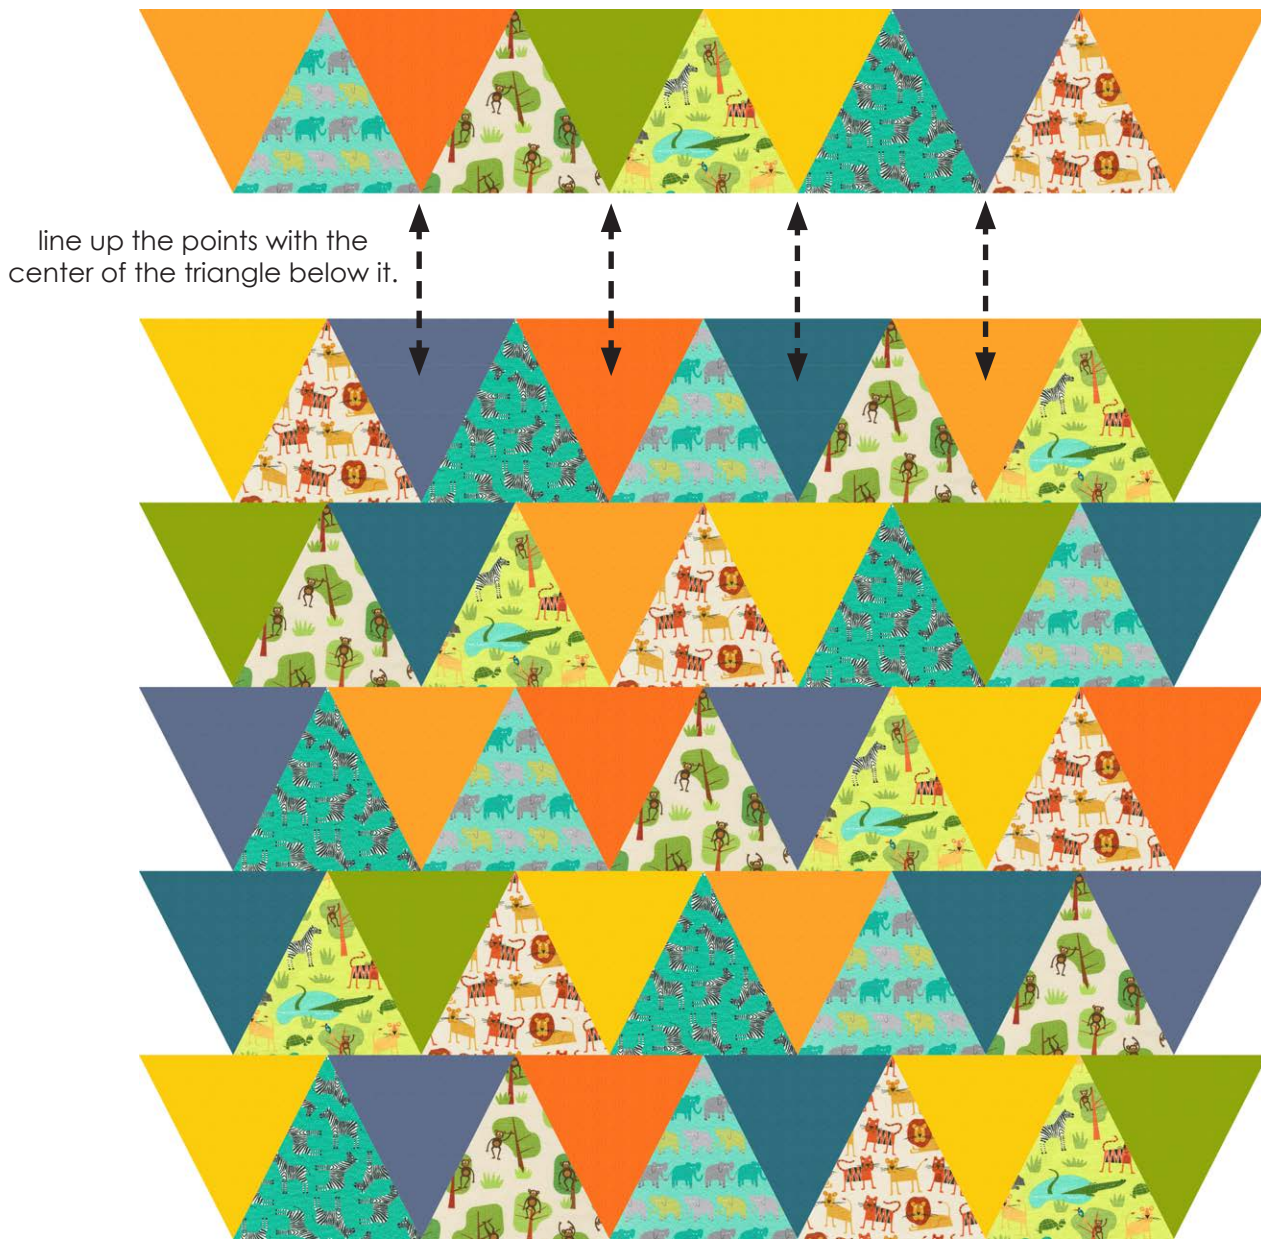 line up the points with the
center of the triangle below it.